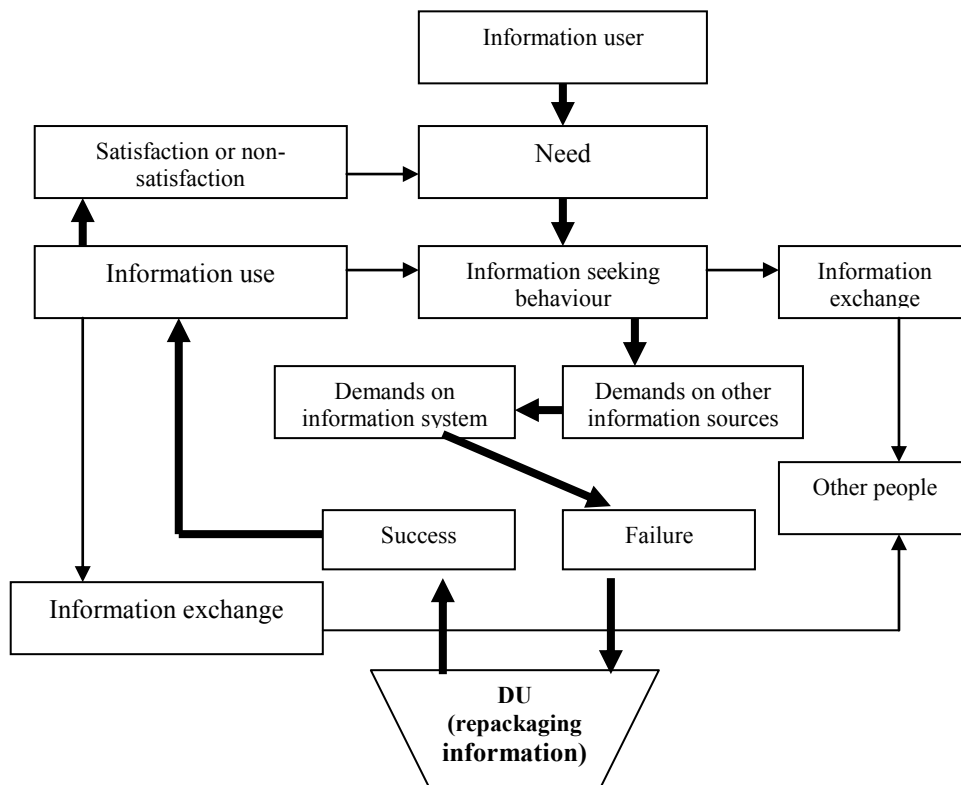 Information user
Need
Satisfaction or non-
satisfaction
Information use
Information seeking
behaviour
Information
exchange
Demands on
information system
Demands on other
information sources
Other people
Success
Failure
Information exchange
DU
(repackaging
information)